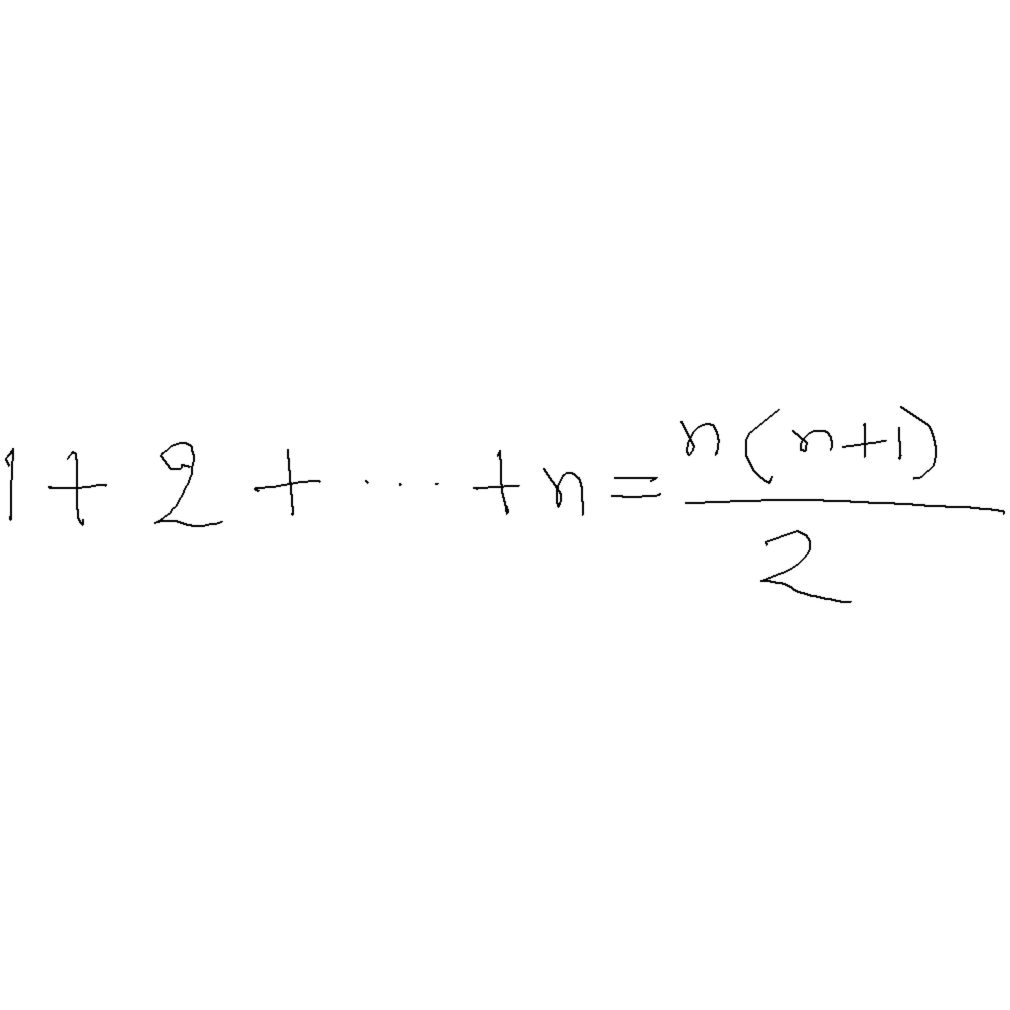 1 + 2 + .... + n = n(n+1)/2